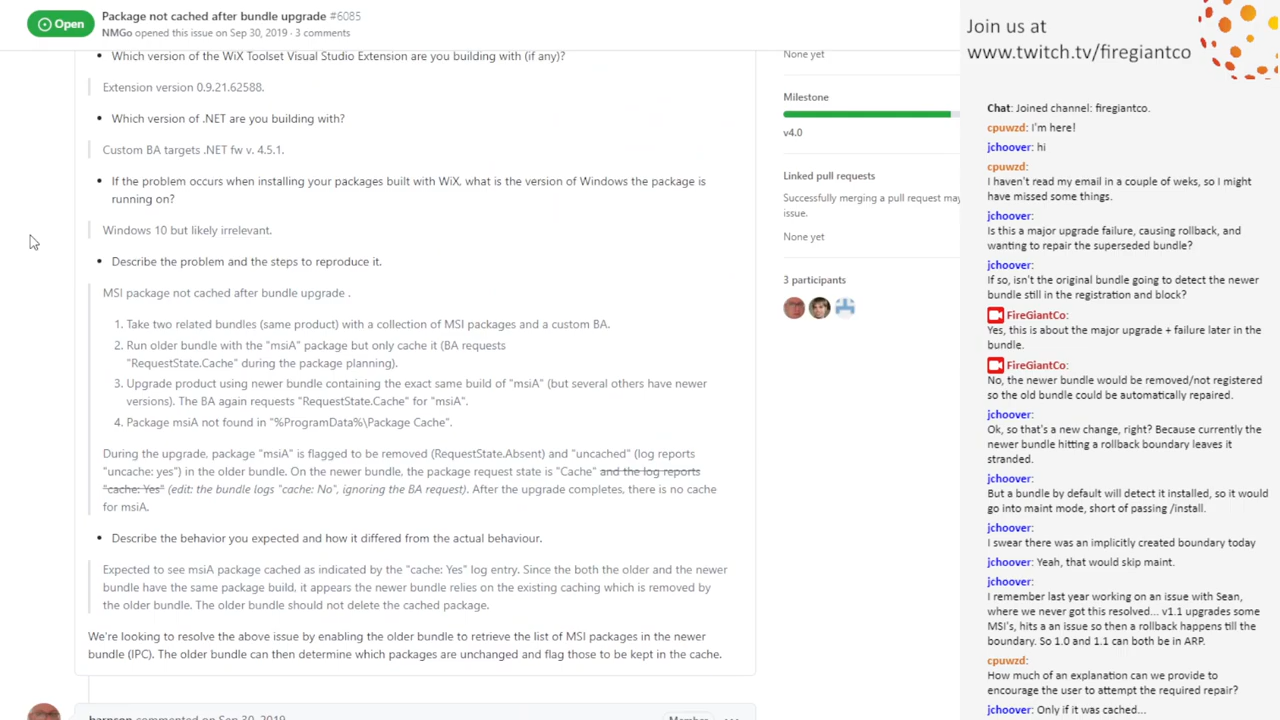 Open
Package not cached after bundle upgrade #6085
NMGo opened this issue on Sep 30, 2019 · 3 comments
• Which version of the WiX Toolset Visual Studio Extension are you building with (if any)?
Extension version 0.9.21.62588.
• Which version of .NET are you building with?
Custom BA targets .NET fw v. 4.5.1.
• If the problem occurs when installing your packages built with WiX, what is the version of Windows the package is
running on?
Windows 10 but likely irrelevant.
• Describe the problem and the steps to reproduce it.
MSI package not cached after bundle upgrade .
1. Take two related bundles (same product) with a collection of MSI packages and a custom BA.
2. Run older bundle with the "msiA" package but only cache it (BA requests
"RequestState.Cache" during the package planning).
3. Upgrade product using newer bundle containing the exact same build of "msiA" (but several others have newer
versions). The BA again requests "RequestState.Cache" for "msiA".
4. Package msiA not found in "%ProgramData%\Package Cache".
During the upgrade, package "msiA" is flagged to be removed (RequestState.Absent) and "uncached" (log reports
"uncache: yes") in the older bundle. On the newer bundle, the package request state is "Cache" and the log reports
"cache: Yes" (edit: the bundle logs "cache: No", ignoring the BA request). After the upgrade completes, there is no cache
for msiA.
• Describe the behavior you expected and how it differed from the actual behaviour.
Expected to see msiA package cached as indicated by the "cache: Yes" log entry. Since the both the older and the newer
bundle have the same package build, it appears the newer bundle relies on the existing caching which is removed by
the older bundle. The older bundle should not delete the cached package.
We're looking to resolve the above issue by enabling the older bundle to retrieve the list of MSI packages in the newer
bundle (IPC). The older bundle can then determine which packages are unchanged and flag those to be kept in the cache.
barnson commented on Sep 30, 2019
Member
None yet
Milestone
v4.0
Linked pull requests
Successfully merging a pull request may
issue.
None yet
3 participants
Join us at
www.twitch.tv/firegiantco
Chat: Joined channel: firegiantco.
cpuwzd: I'm here!
jchoover: hi
cpuwzd:
I haven't read my email in a couple of weks, so I might
have missed some things.
jchoover:
Is this a major upgrade failure, causing rollback, and
wanting to repair the superseded bundle?
jchoover:
If so, isn't the original bundle going to detect the newer
bundle still in the registration and block?
FireGiantCo:
Yes, this is about the major upgrade + failure later in the
bundle.
FireGiantCo:
No, the newer bundle would be removed/not registered
so the old bundle could be automatically repaired.
jchoover:
Ok, so that's a new change, right? Because currently the
newer bundle hitting a rollback boundary leaves it
stranded.
jchoover:
But a bundle by default will detect it installed, so it would
go into maint mode, short of passing /install.
jchoover:
I swear there was an implicitly created boundary today
jchoover: Yeah, that would skip maint.
jchoover:
I remember last year working on an issue with Sean,
where we never got this resolved... v1.1 upgrades some
MSI's, hits a an issue so then a rollback happens till the
boundary. So 1.0 and 1.1 can both be in ARP.
cpuwzd:
How much of an explanation can we provide to
encourage the user to attempt the required repair?
jchoover: Only if it was cached...